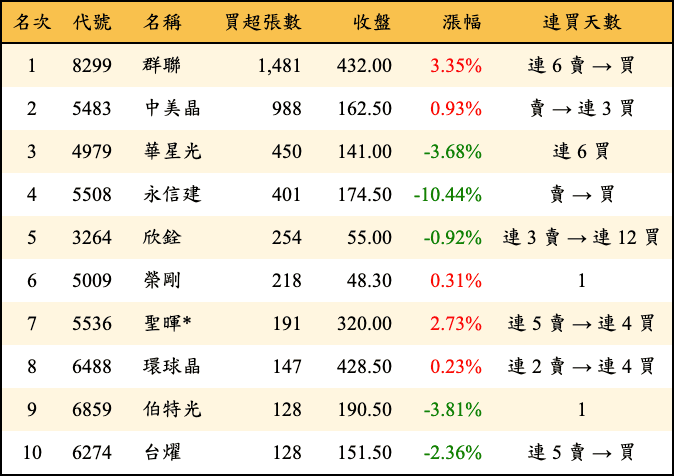 名次 代號 名稱 買超張數 收盤 漲幅 連買天數
1 8299 群聯 1,481 432.00 3.35% 連 6 賣 → 買
2 5483 中美晶 988 162.50 0.93% 賣 → 連 3 買
3 4979 華星光 450 141.00 -3.68% 連 6 買
4 5508 永信建 401 174.50 -10.44% 賣 → 買
5 3264 欣銓 254 55.00 -0.92% 連 3 賣 → 連 12 買
6 5009 榮剛 218 48.30 0.31% 1
7 5536 聖暉* 191 320.00 2.73% 連 5 賣 → 連 4 買
8 6488 環球晶 147 428.50 0.23% 連 2 賣 → 連 4 買
9 6859 伯特光 128 190.50 -3.81% 1
10 6274 台燿 128 151.50 -2.36% 連 5 賣 → 買